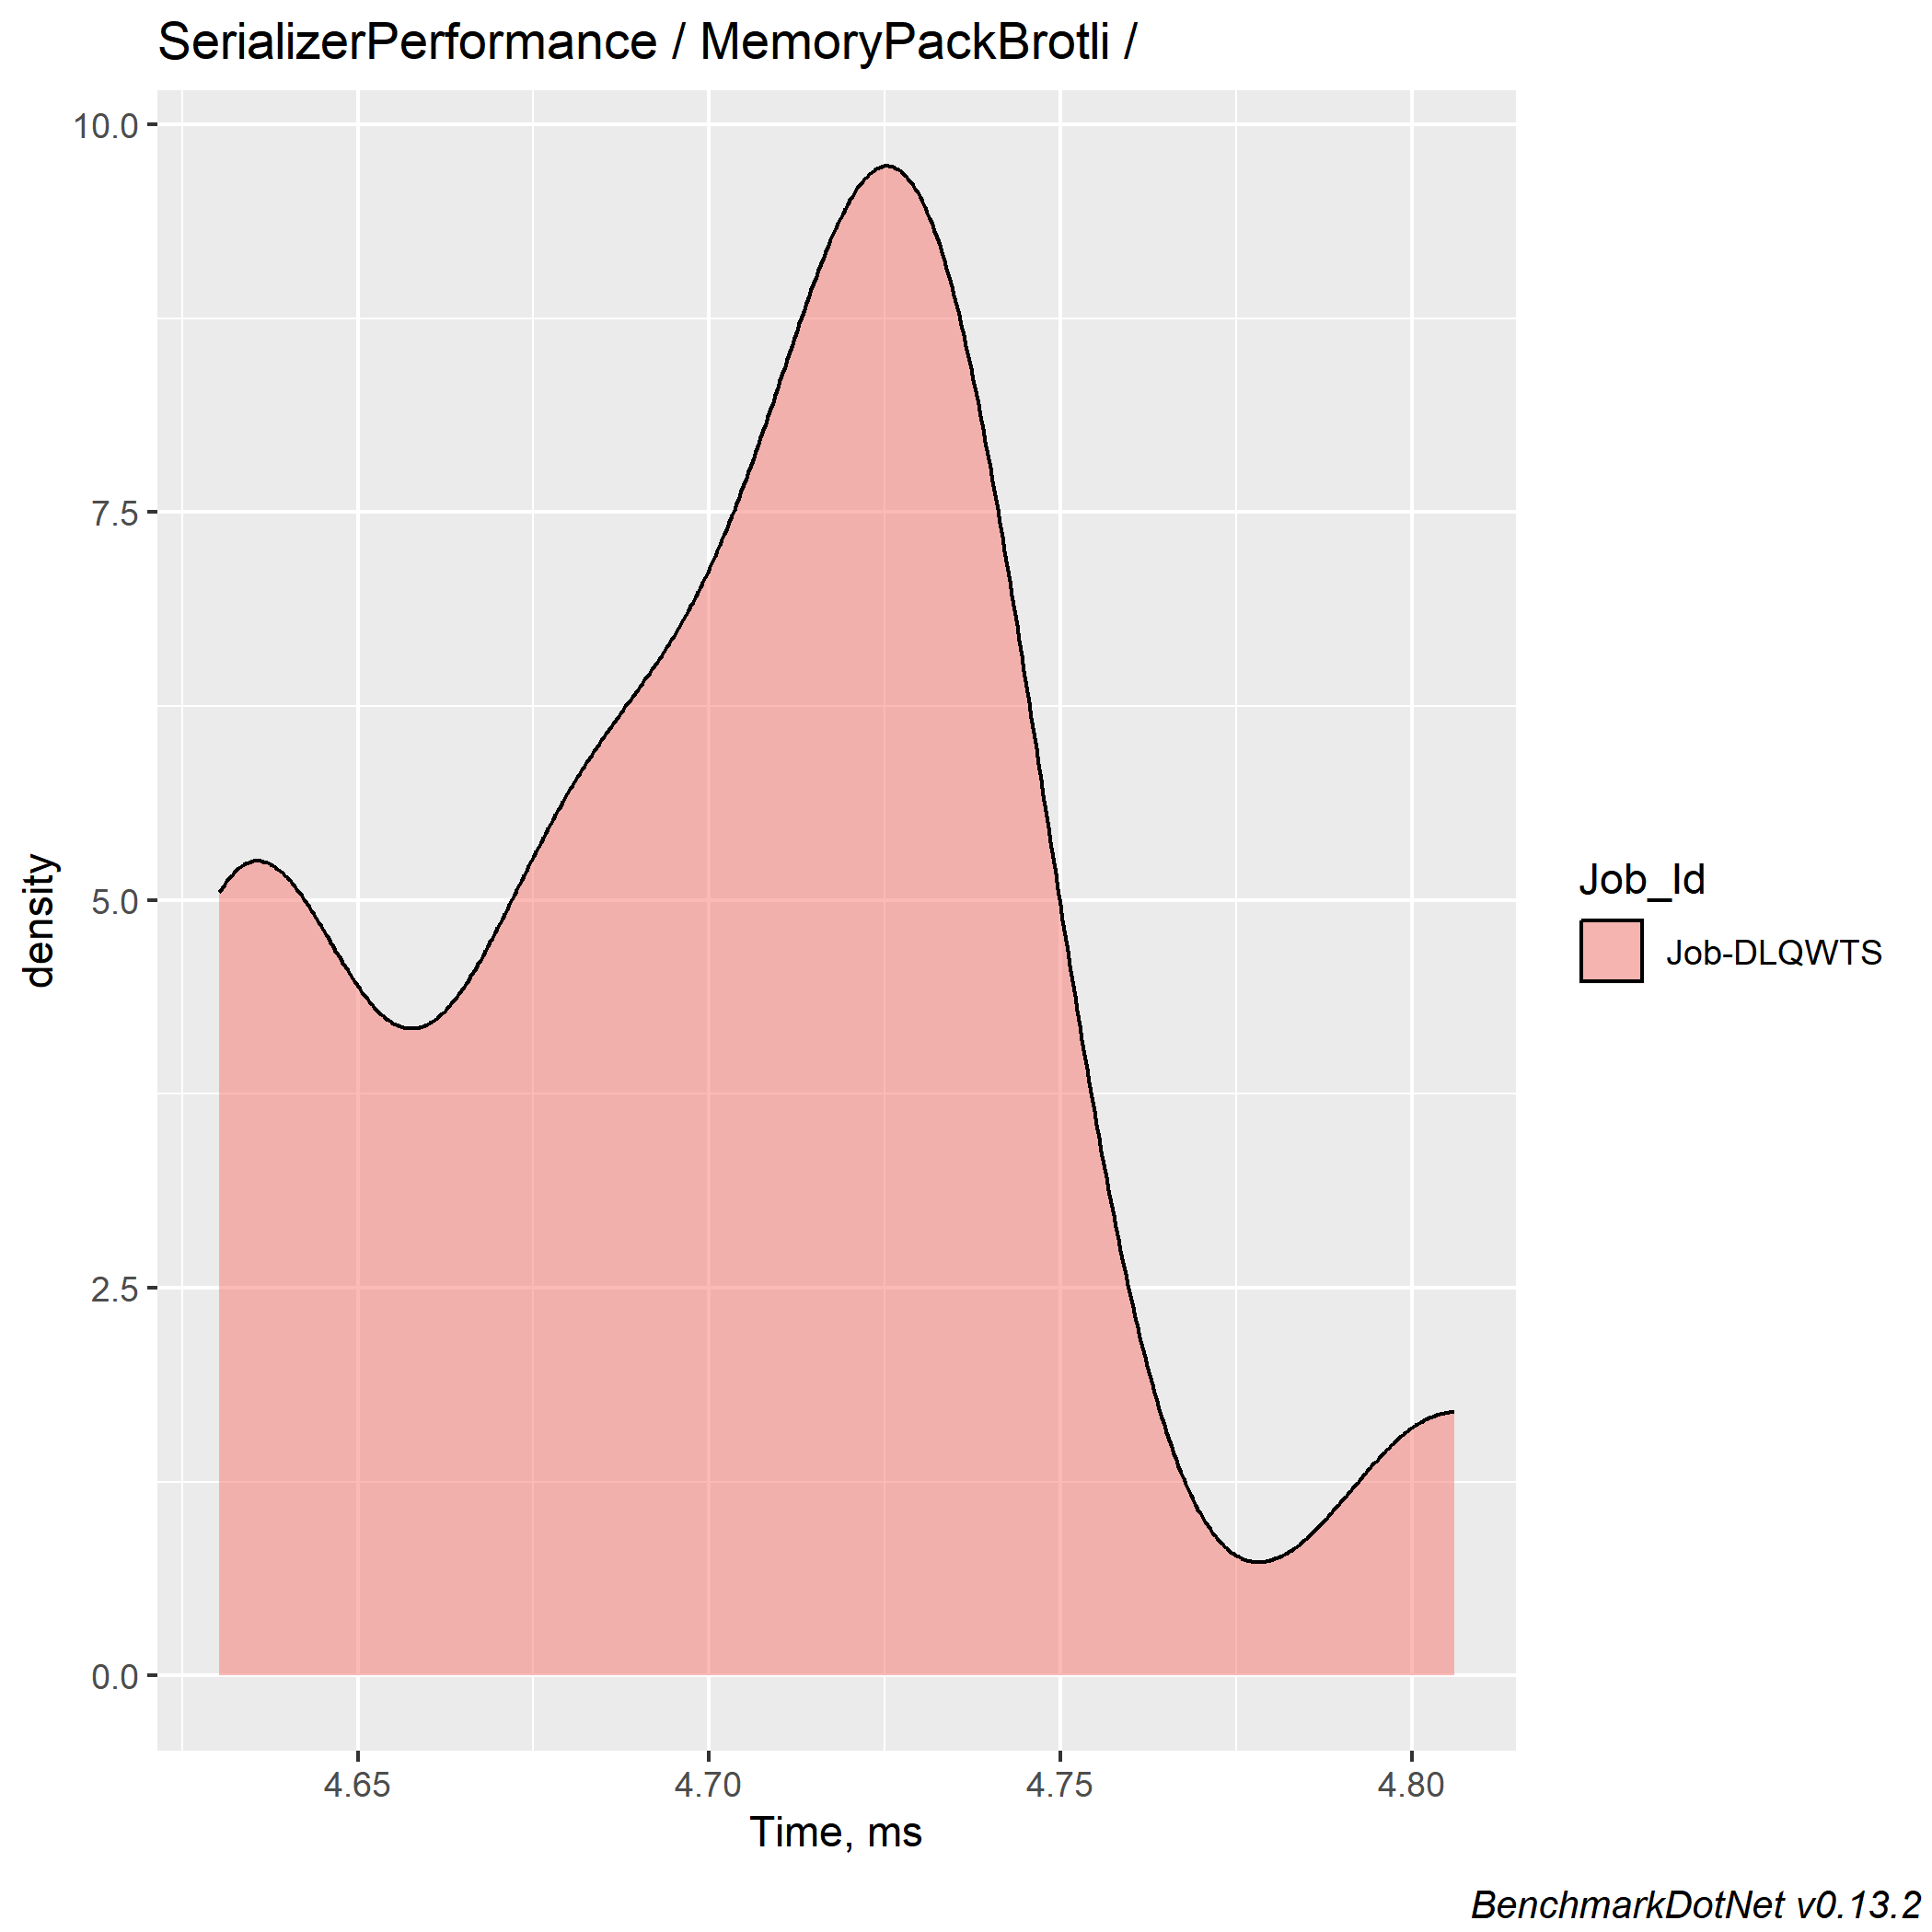 SerializerPerformance / MemoryPackBrotli /
density
10.0
7.5
5.0
2.5
0.0
4.65 4.70 4.75 4.80
Time, ms
Job_Id
Job-DLQWTS
BenchmarkDotNet v0.13.2